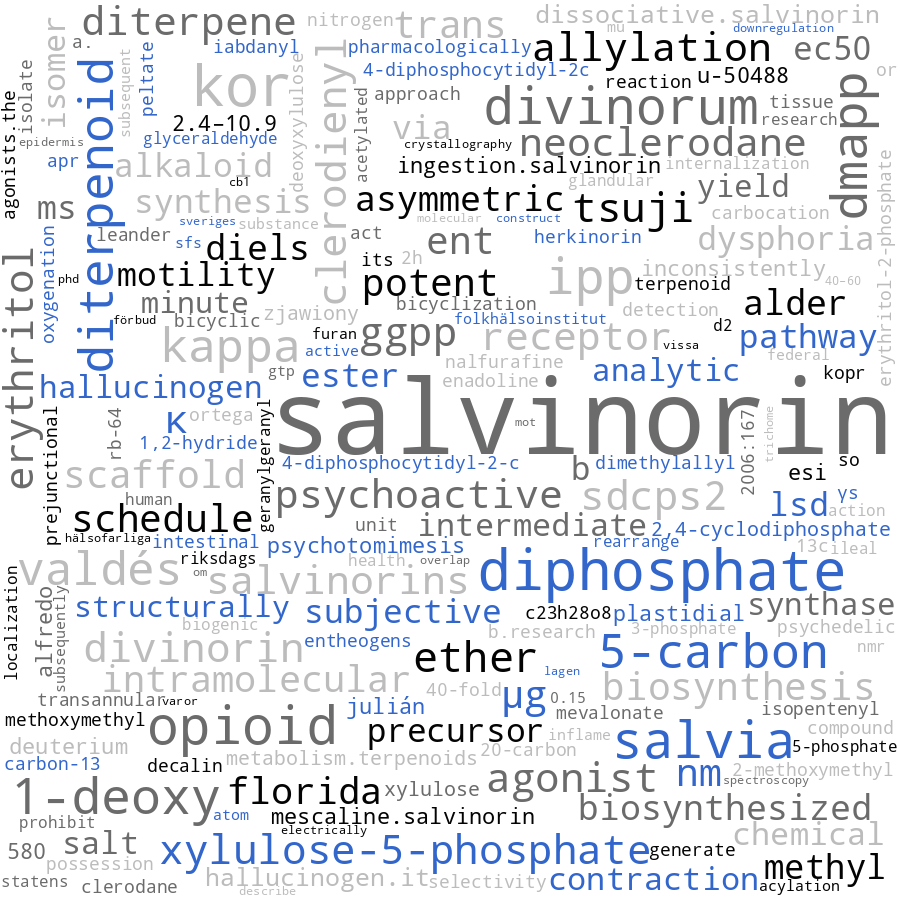 diterpene
nitrogen
trans
dissociative.salvinorin
mu
downregulation
isomer
a.
iabdanyl
pharmacologically
allylation
ec50
or
subsequent
peltate
4-diphosphocytidyl-2c
reaction
u-50488
agonists.the
isolate
diterpenoid
kor
deoxyxylulose
clerodienyl
acetylated
approach
divinorum
tissue
research
dmapp
2.4–10.9
glyceraldehyde
via
crystallography
neoclerodane
epidermis
apr
alkaloid
cb1
ingestion.salvinorin
internalization
glandular
erythritol-2-phosphate
ms
synthesis
asymmetric
tsuji
yield
carbocation
sveriges
substance
molecular
construct
leander
sfs
diels
act
ent
herkinorin
dysphoria
oxygenation
erythritol
its
2h
phd
motility
potent
ipp
inconsistently
terpenoid
40-60
minute
bicyclization
alder
zjawiony
detection
förbud
bicyclic
folkhälsoinstitut
d2
kappa
furan
ggpp
receptor
vissa
pathway
active
nalfurafine
federal
gtp
ester
enadoline
analytic
kopr
hallucinogen
salvinorin
prejunctional
rb-64
κ
ortega
mot
2006:167
trichome
1,2-hydride
geranylgeranyl
so
scaffold
4-diphosphocytidyl-2-c
b
dimethylallyl
esi
human
psychoactive
sdcps2
lsd
γs
action
schedule
unit
intermediate
2,4-cyclodiphosphate
hälsofarliga
intestinal
psychotomimesis
rearrange
13c
ileal
riksdags
health
overlap
valdés
om
salvinorins
diphosphate
localization
alfredo
subsequently
structurally
subjective
c23h28o8
plastidial
synthase
biogenic
b.research
3-phosphate
psychedelic
divinorin
entheogens
ether
5-carbon
nmr
lagen
intramolecular
40-fold
µg
0.15
biosynthesis
transannular
varor
julián
mevalonate
isopentenyl
methoxymethyl
opioid
precursor
inflame
salvia
compound
deuterium
5-phosphate
carbon-13
decalin
metabolism.terpenoids
20-carbon
nm
2-methoxymethyl
spectroscopy
1-deoxy
florida
xylulose
agonist
atom
mescaline.salvinorin
biosynthesized
prohibit
electrically
chemical
580
salt
xylulose-5-phosphate
generate
possession
methyl
statens
clerodane
hallucinogen.it
selectivity
contraction
acylation
describe